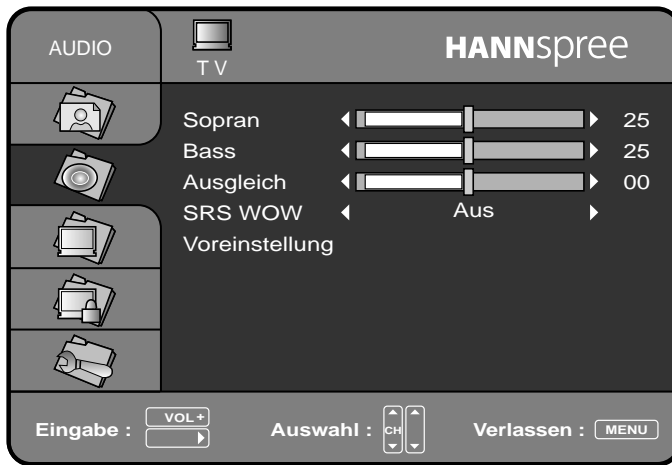 AUDIO
TV
HANNspree
Sopran 25
Bass 25
Ausgleich 00
SRS WOW Aus
Voreinstellung
Eingabe : VOL+ Auswahl : CH Verlassen : MENU